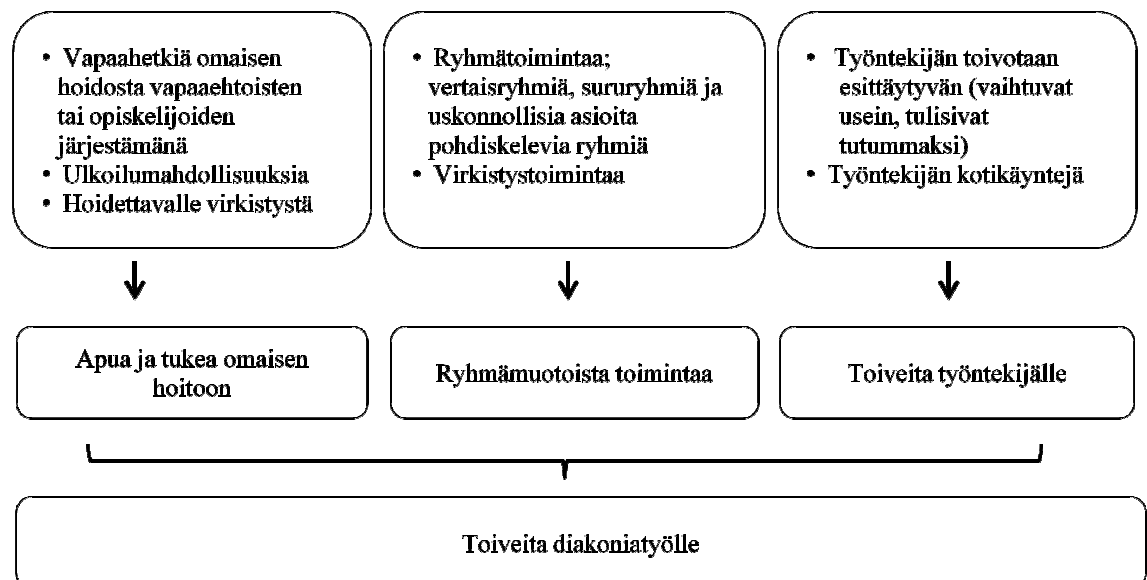 • Vapaahetkiä omaisen
hoidosta vapaaehtoisten
tai opiskelijoiden
järjestämänä
• Ulkoilumahdollisuuksia
• Hoidettavalle virkistystä
• Ryhmätoimintaa;
vertaisryhmiä, sururyhmiä ja
uskonnollisia asioita
pohdiskelevia ryhmiä
• Virkistystoimintaa
• Työntekijän toivotaan
esittäytyvän (vaihtuvat
usein, tulisivat
tutummaksi)
• Työntekijän kotikäyntejä
Apua ja tukea omaisen
hoitoon
Ryhmämuotoista toimintaa
Toiveita työntekijälle
Toiveita diakoniatyölle